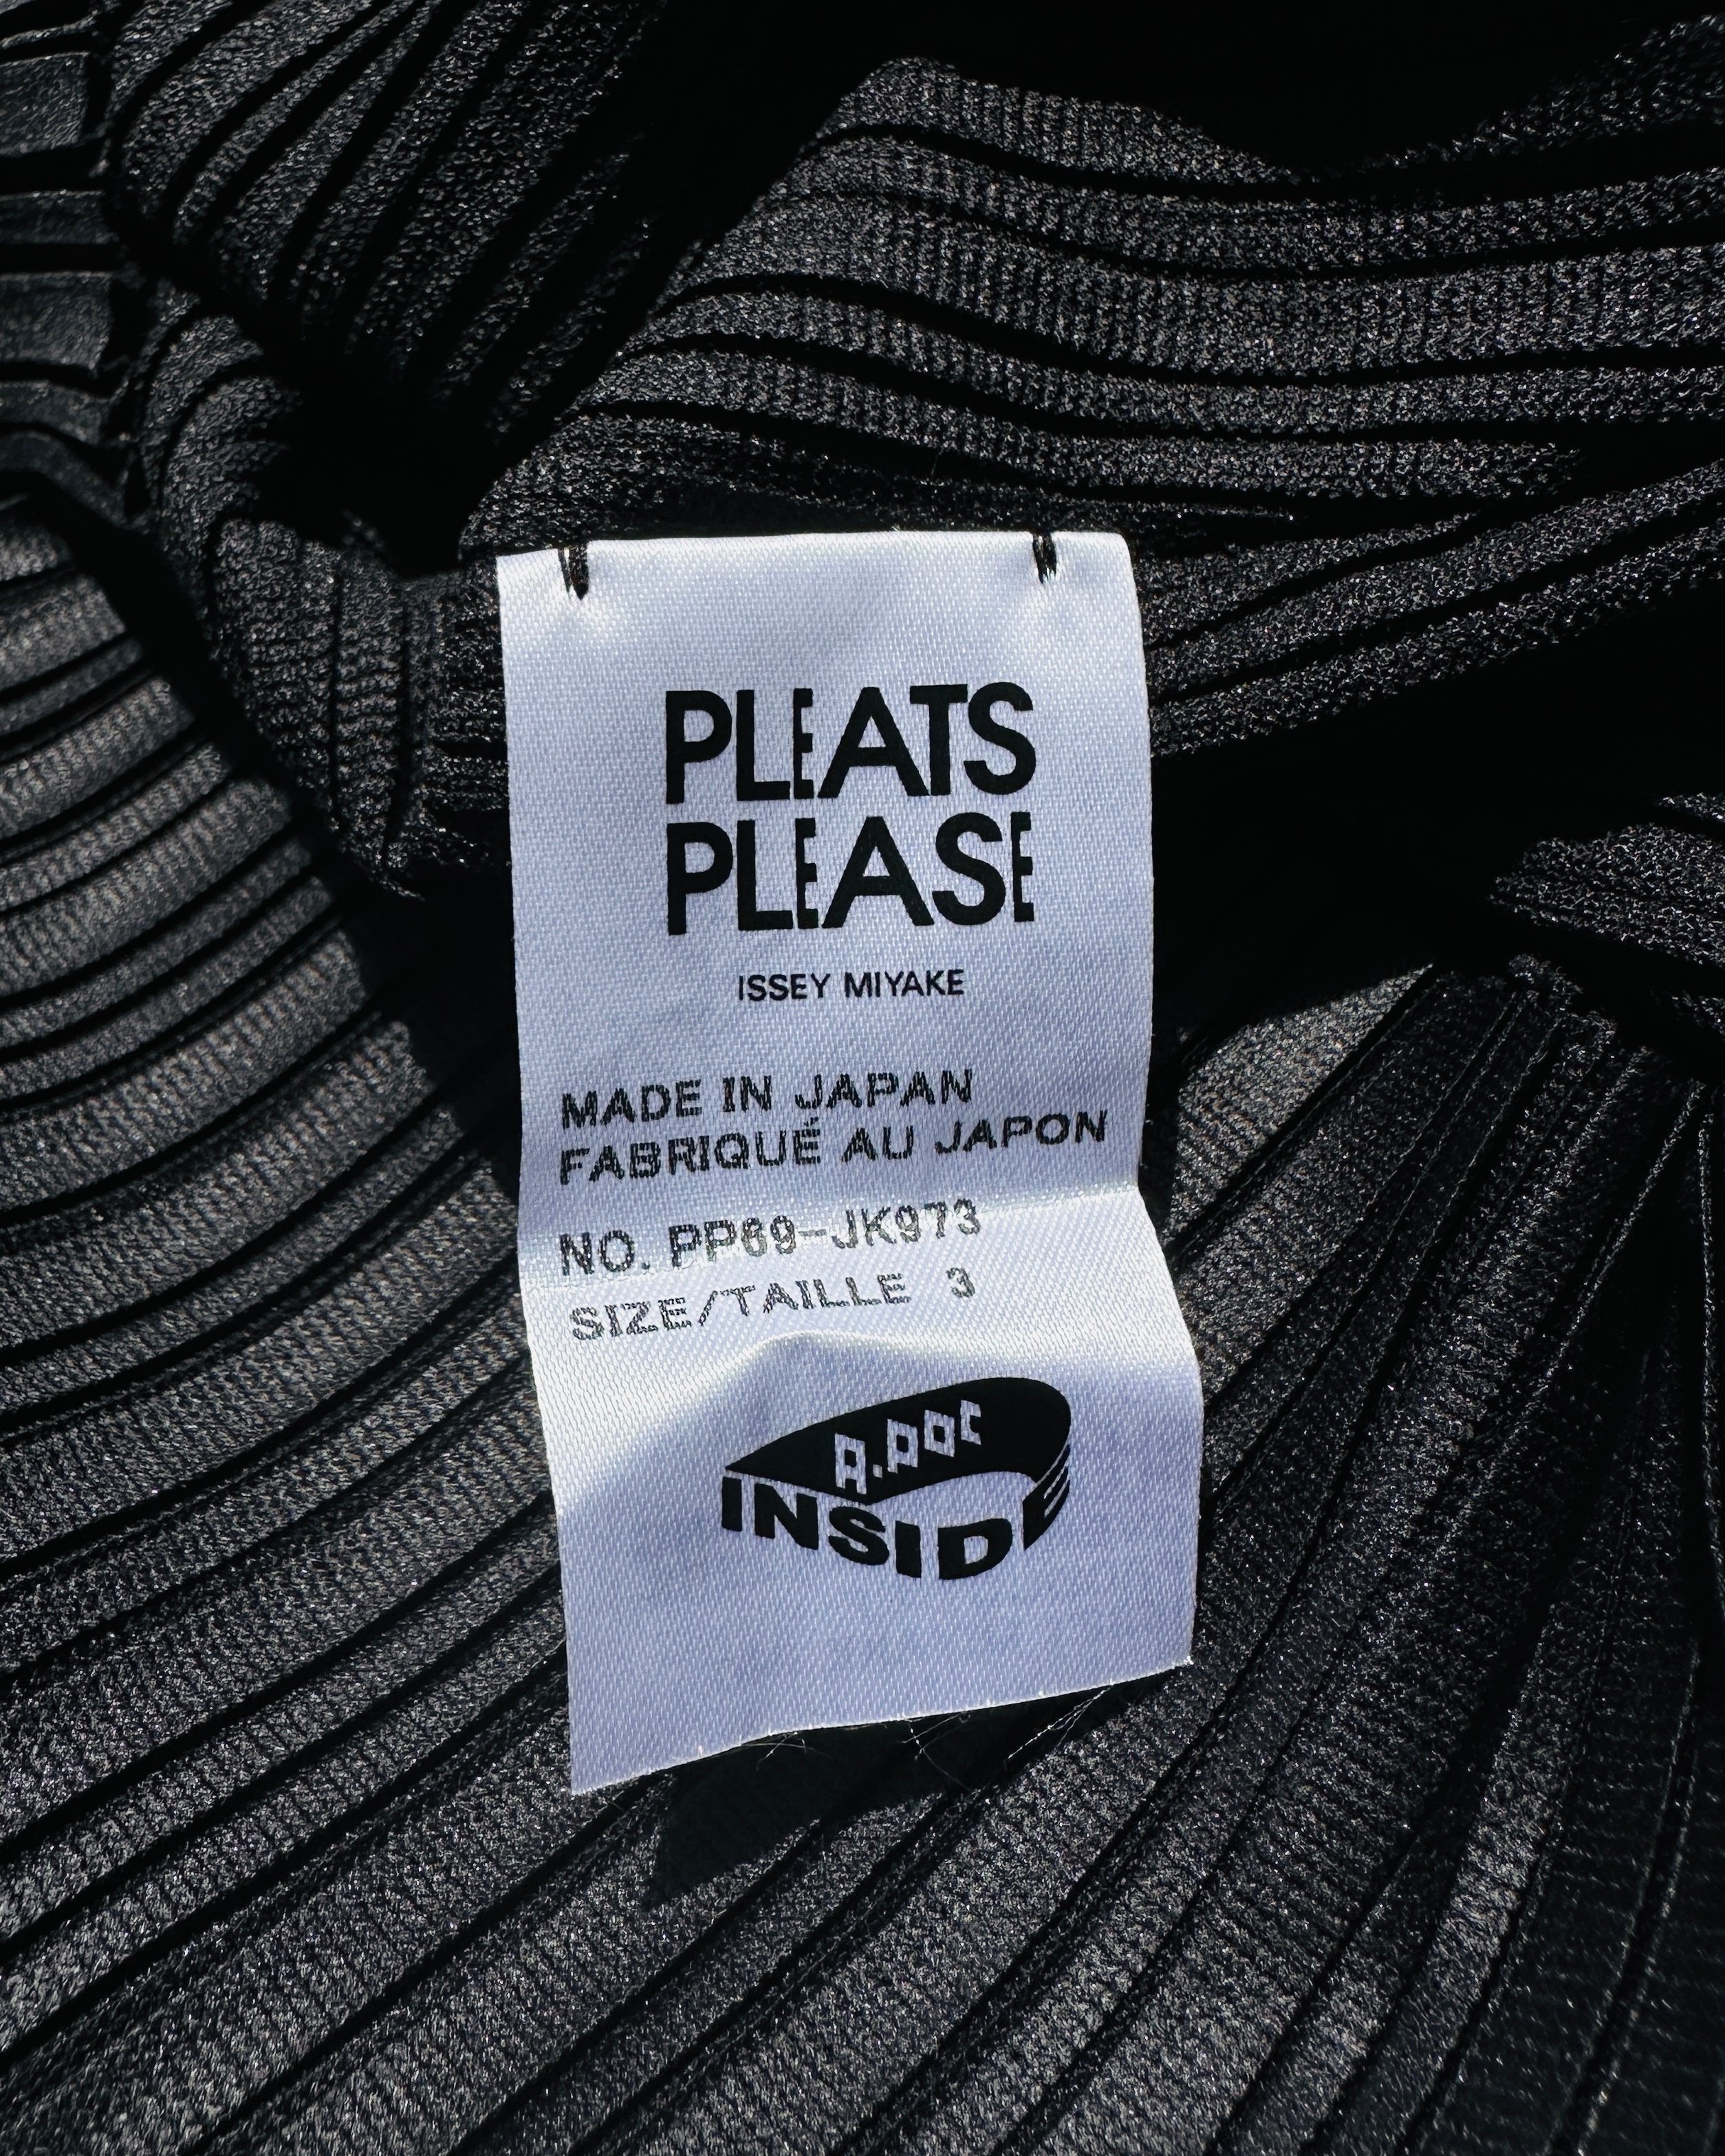 PLEATS
PLEASE
ISSEY MIYAKE
MADE IN JAPAN
FABRIQUÉ AU JAPON
NO. PP69-JK973
SIZE/TAILLE 3
A.POC
INSIDE